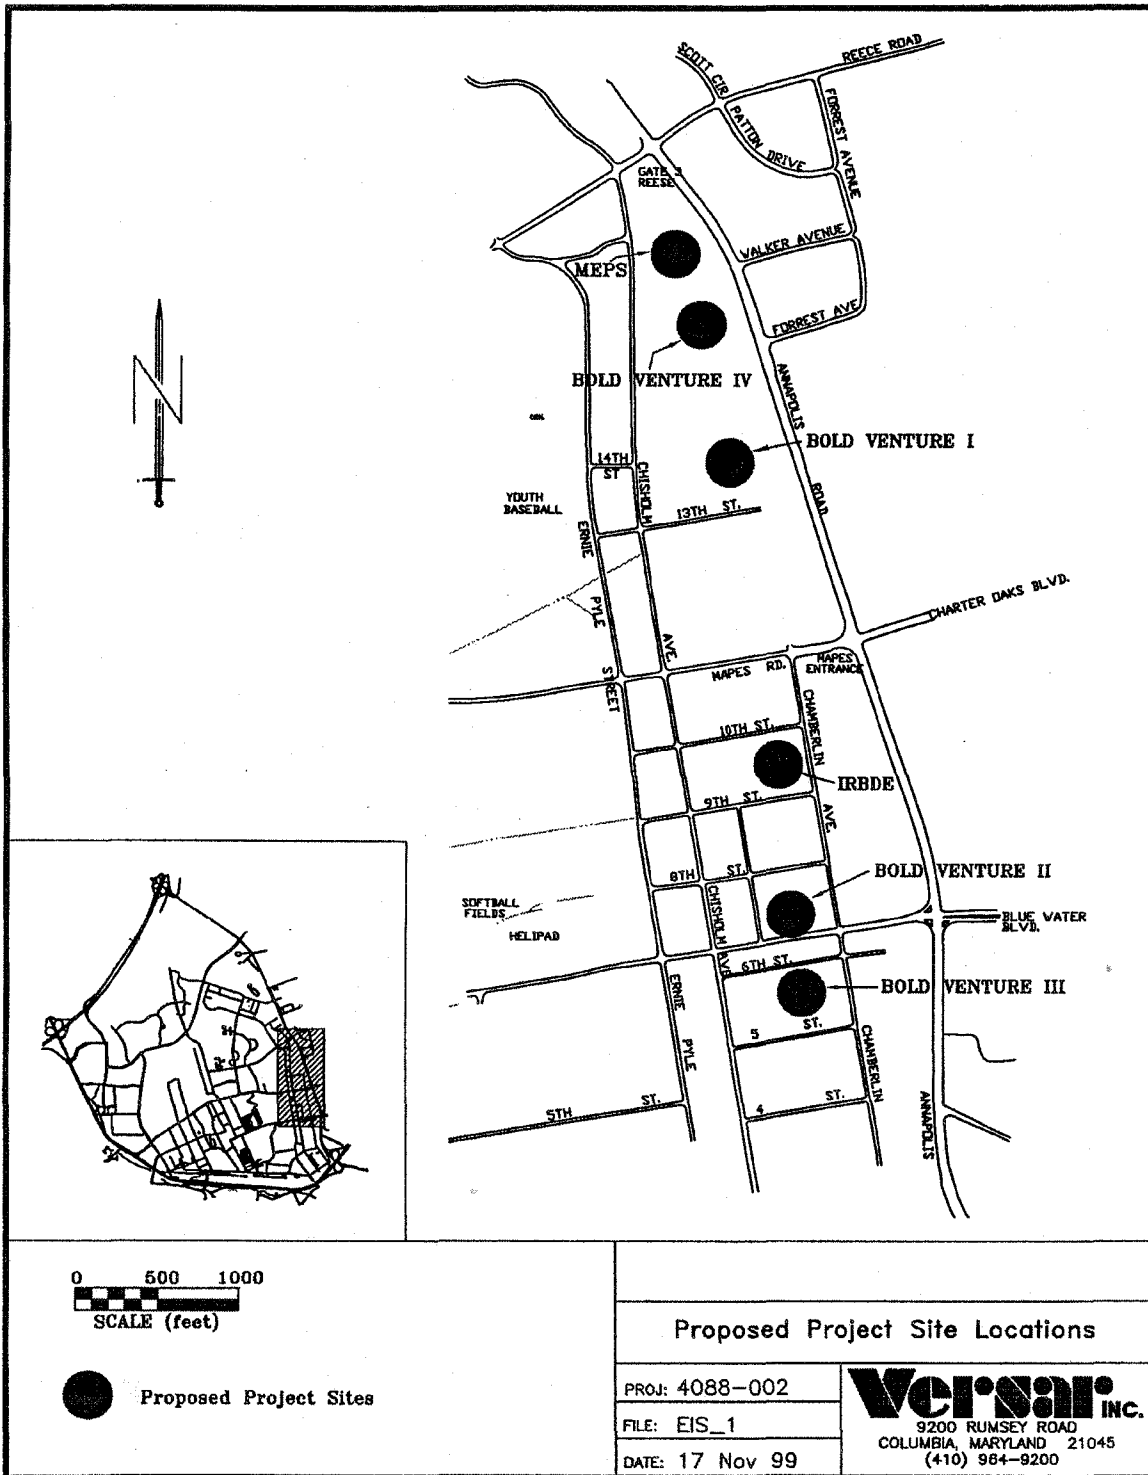 SCOTT CIR
REECE ROAD
PATTON DRIVE
FORREST AVENUE
GATE 3
REESE
WALKER AVENUE
MEPS
FORREST AVE
BOLD VENTURE IV
ANNAPOLIS
ROAD
BOLD VENTURE I
N
14TH
ST
CHISHOLM
AVE.
YOUTH
BASEBALL
13TH ST.
ERNIE
PYLE
STREET
CHARTER OAKS BLVD.
MAPES RD.
MAPES
ENTRANCE
CHAMBERLIN
AVE.
10TH ST.
IRBDE
9TH ST.
8TH ST.
BOLD VENTURE II
SOFTBALL
FIELDS
HELIPAD
CHISHOLM
AVE
BLUE WATER
BLVD.
6TH ST.
ERNIE
PYLE
BOLD VENTURE III
5 ST.
CHAMBERLIN
4 ST.
5TH ST.
ANNAPOLIS
0 500 1000
SCALE (feet)
Proposed Project Sites
Proposed Project Site Locations
PROJ: 4088-002
FILE: EIS_1
DATE: 17 Nov 99
Versar INC.
9200 RUMSEY ROAD
COLUMBIA, MARYLAND 21045
(410) 964-9200